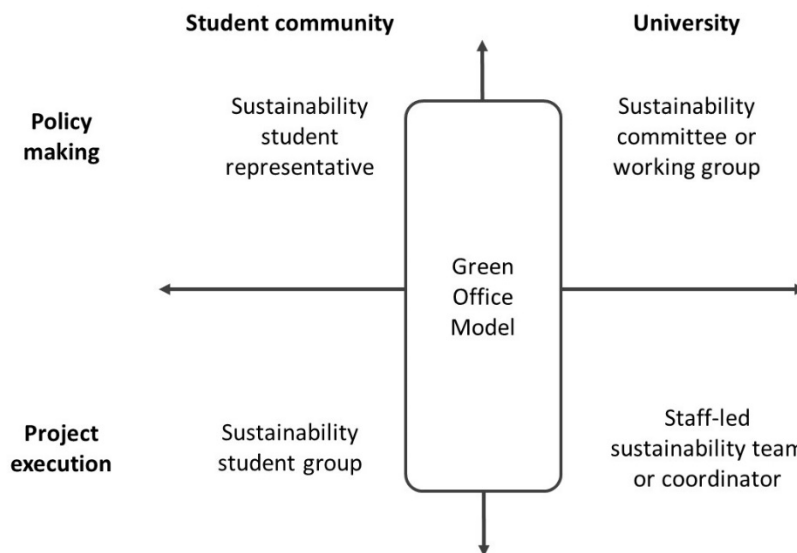 Student community
University
Policy
making
Sustainability
student
representative
Sustainability
committee or
working group
Green
Office
Model
Project
execution
Sustainability
student group
Staff-led
sustainability team
or coordinator